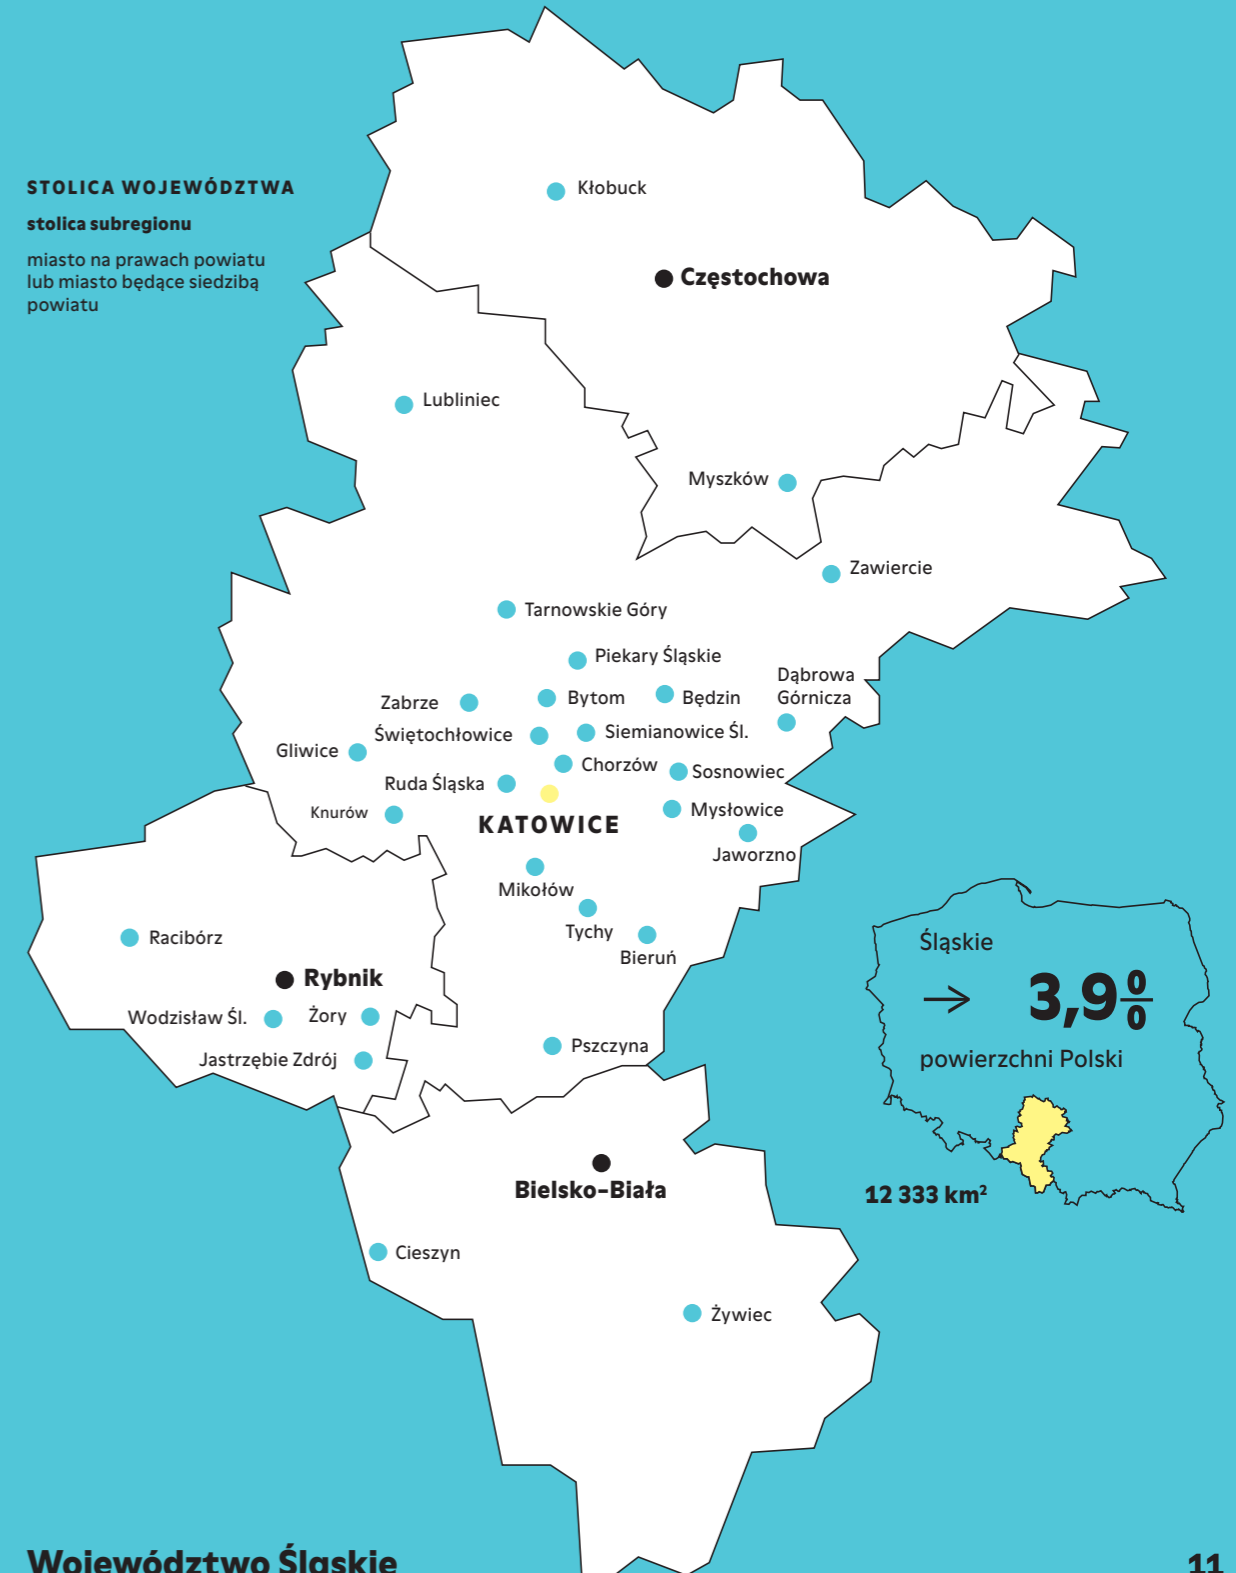 STOLICA WOJEWÓDZTWA
stolica subregionu
miasto na prawach powiatu
lub miasto będące siedzibą
powiatu
Kłobuck
Częstochowa
Lubliniec
Myszków
Zawiercie
Tarnowskie Góry
Piekary Śląskie
Dąbrowa
Górnicza
Zabrze
Bytom
Będzin
Świętochłowice
Siemianowice Śl.
Gliwice
Chorzów
Sosnowiec
Ruda Śląska
Knurów
KATOWICE
Mysłowice
Jaworzno
Mikołów
Tychy
Bieruń
Racibórz
Rybnik
Wodzisław Śl.
Żory
Jastrzębie Zdrój
Pszczyna
Śląskie
→ 3,9%
powierzchni Polski
12 333 km²
Bielsko-Biała
Cieszyn
Żywiec
Województwo Śląskie
11